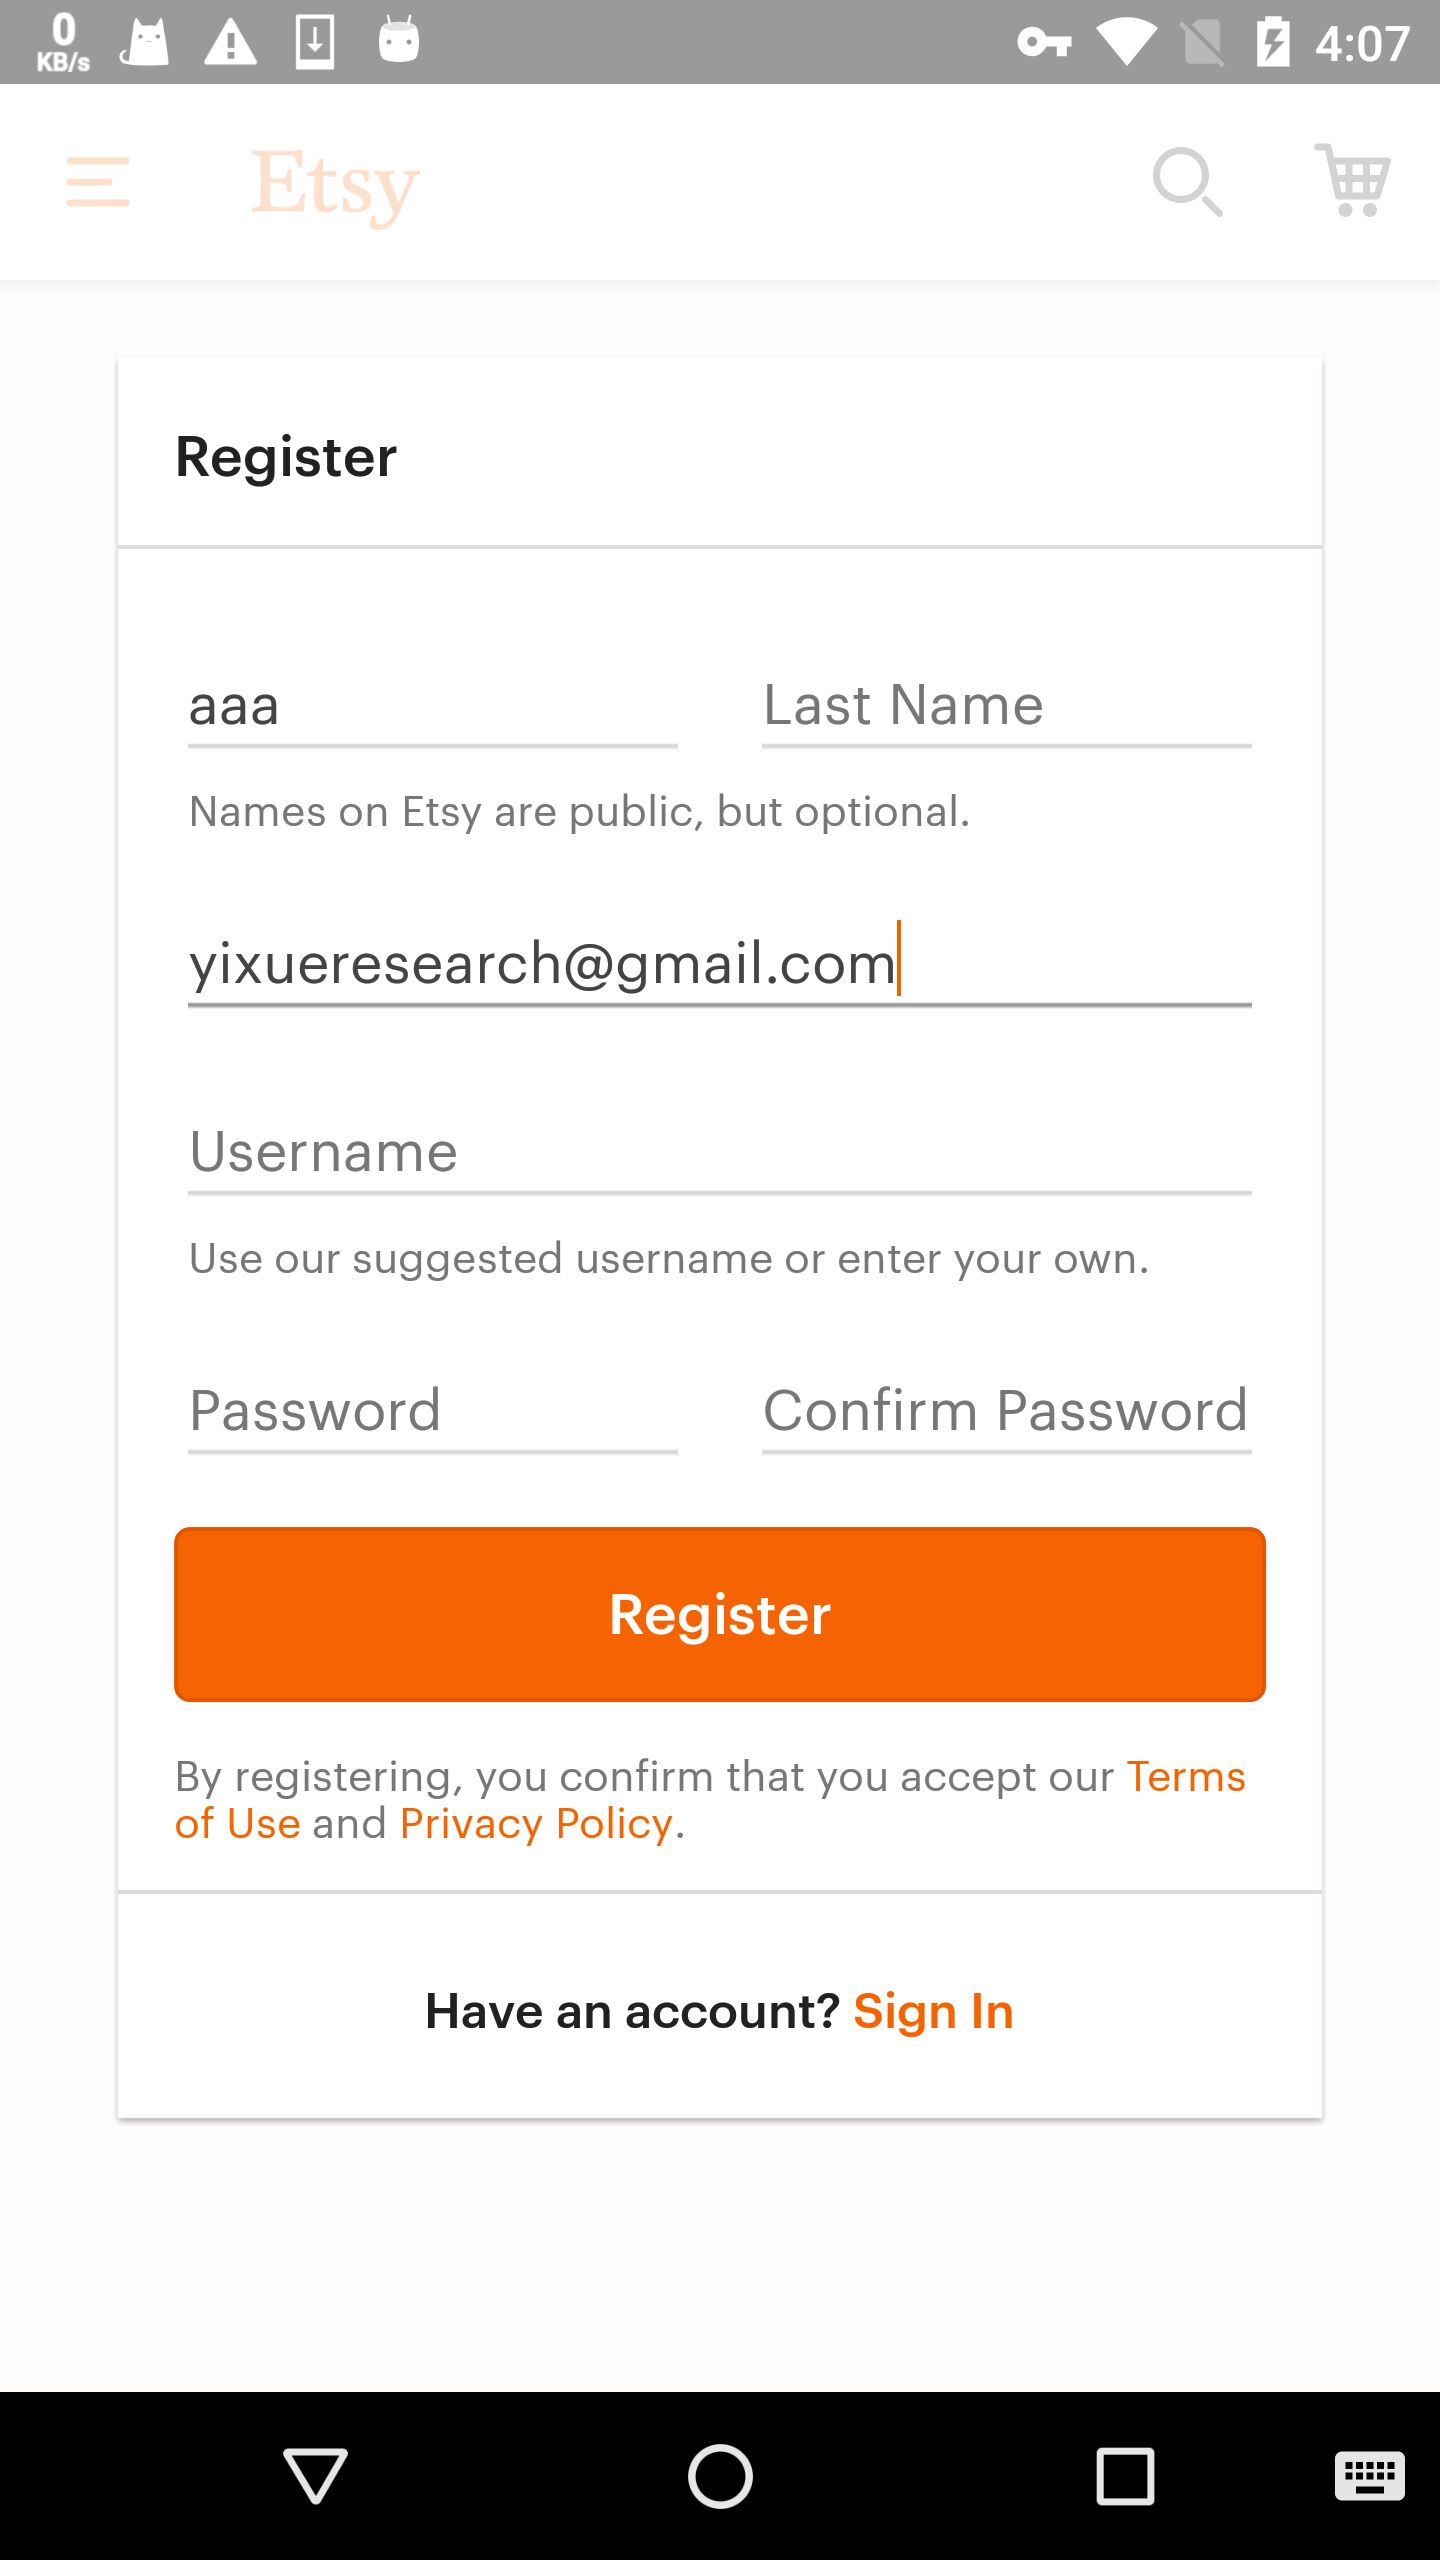 0
KB/s
4:07
Etsy
Register
aaa
Last Name
Names on Etsy are public, but optional.
yixueresearch@gmail.com
Username
Use our suggested username or enter your own.
Password
Confirm Password
Register
By registering, you confirm that you accept our Terms
of Use and Privacy Policy.
Have an account? Sign In